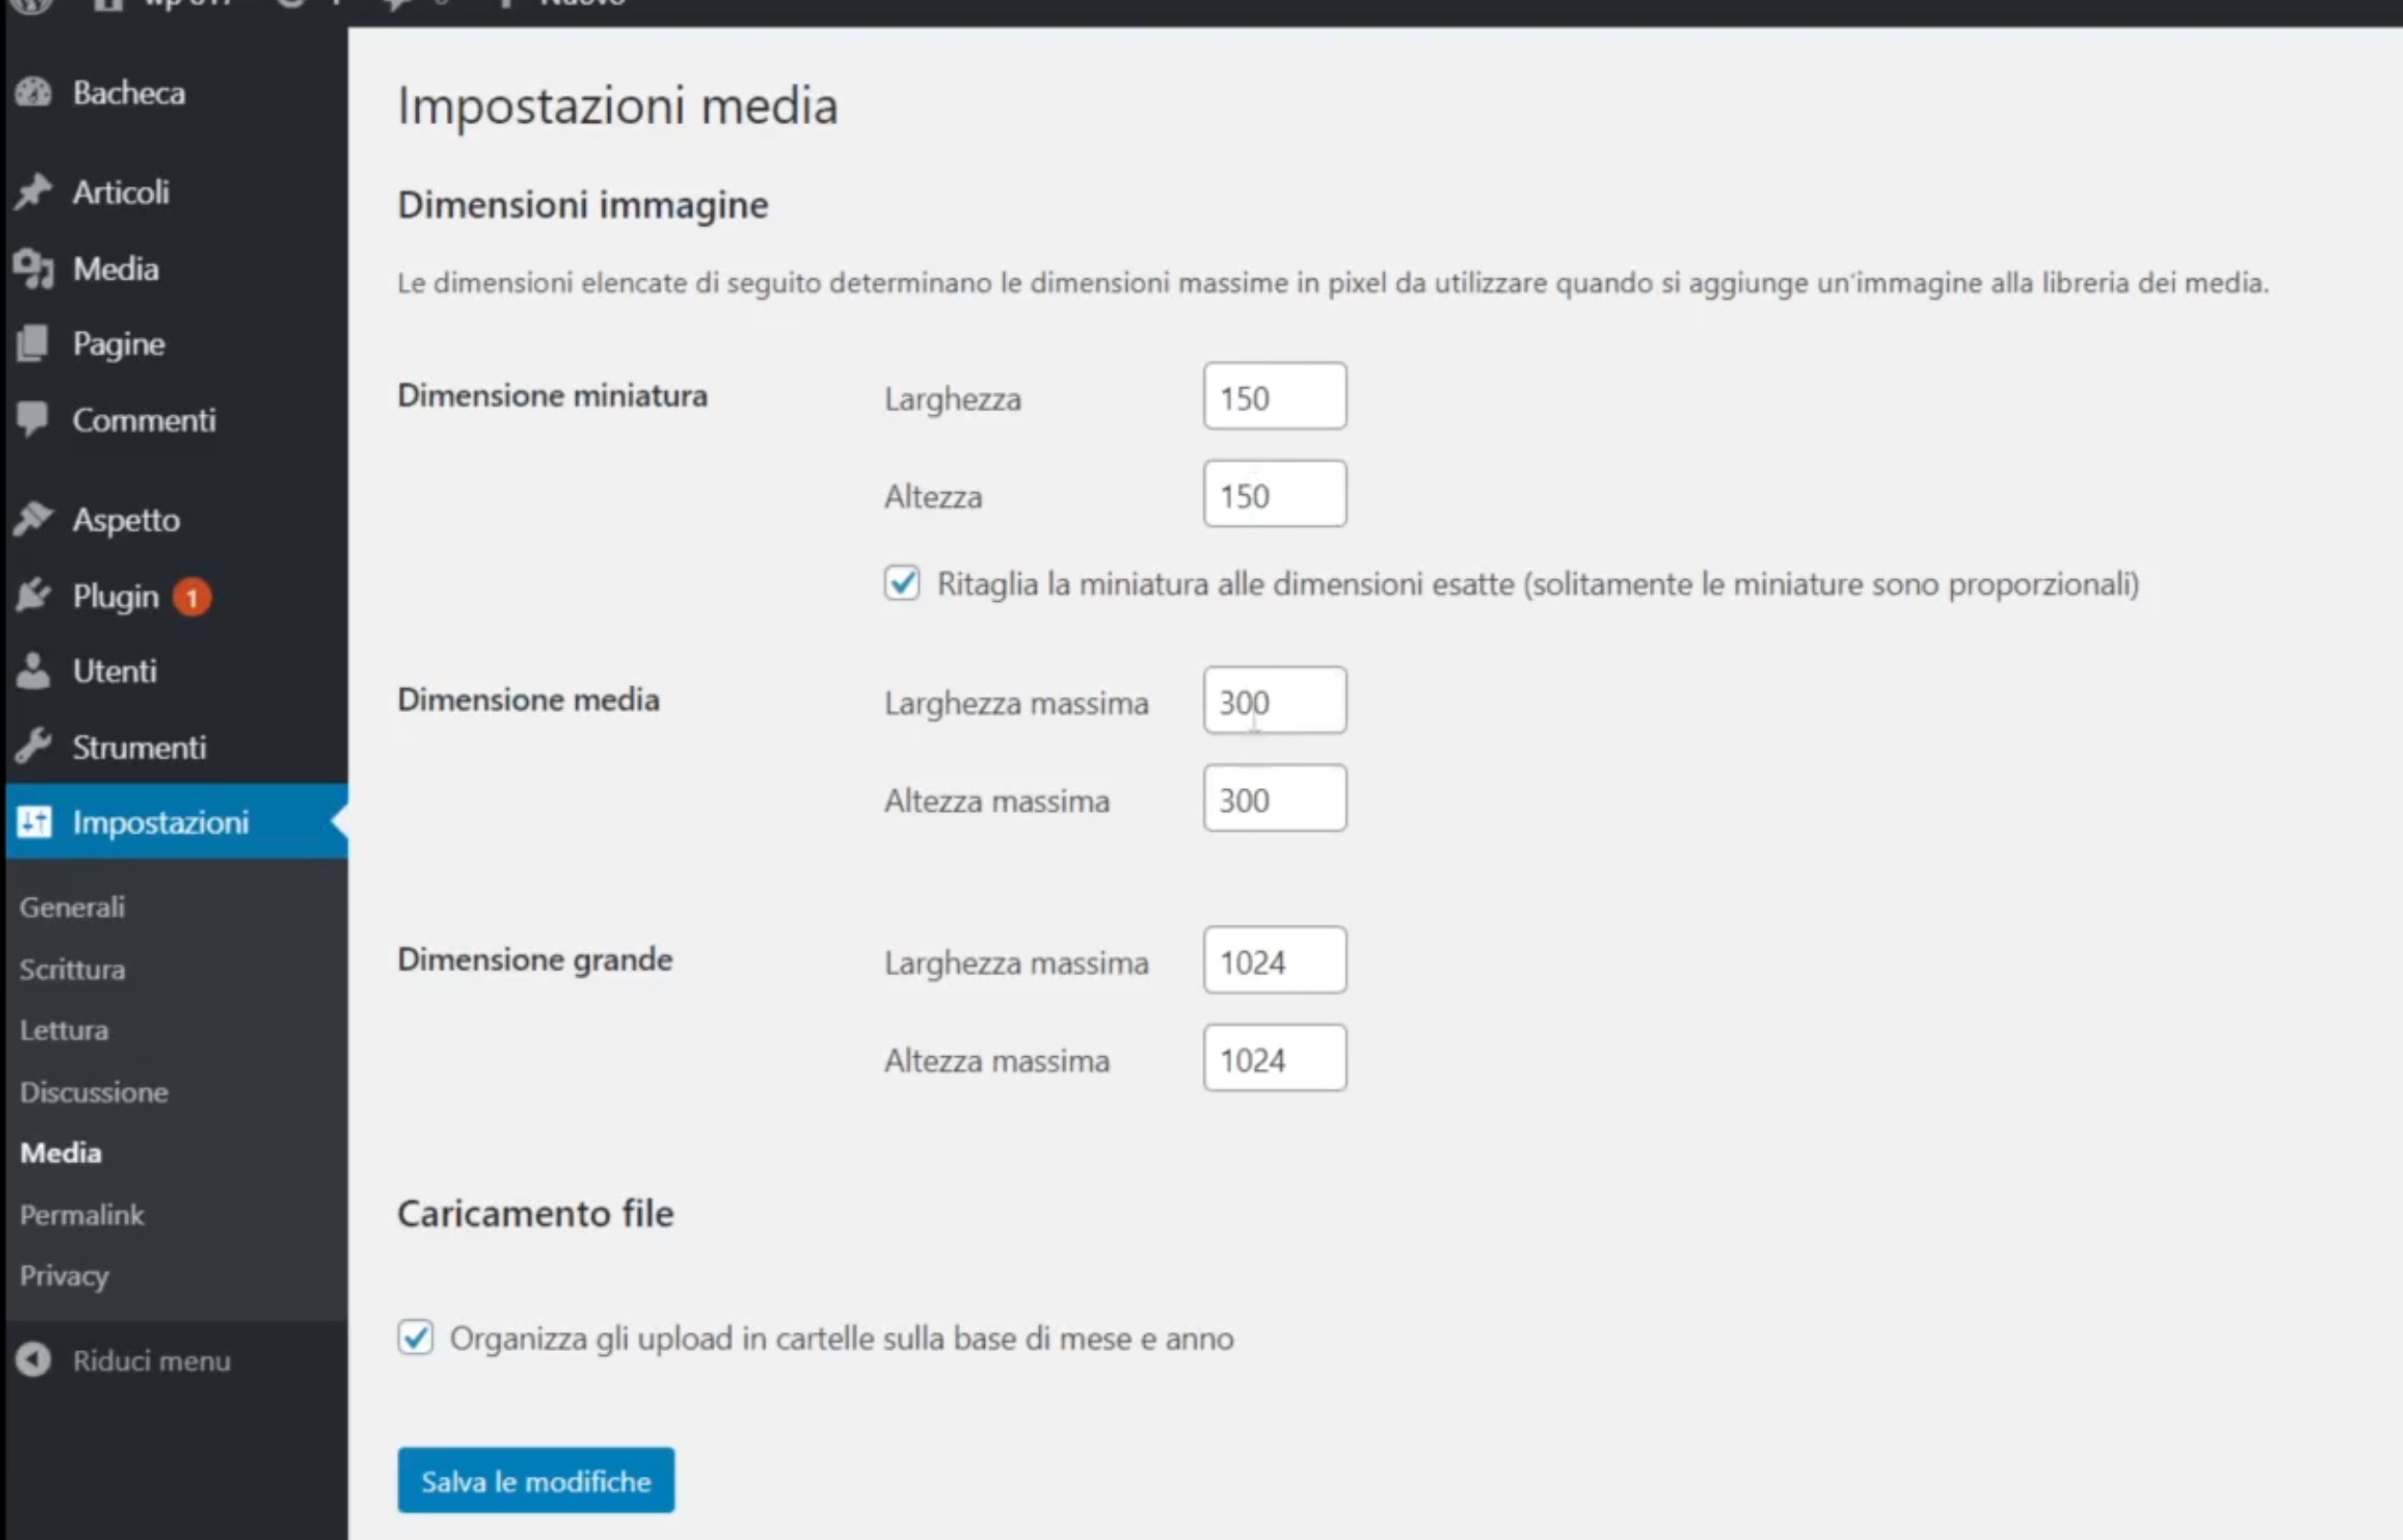 Nuovo
Bacheca
Articoli
Media
Pagine
Commenti
Aspetto
Plugin 1
Utenti
Strumenti
Impostazioni
Generali
Scrittura
Lettura
Discussione
Media
Permalink
Privacy
Riduci menu
Impostazioni media
Dimensioni immagine
Le dimensioni elencate di seguito determinano le dimensioni massime in pixel da utilizzare quando si aggiunge un'immagine alla libreria dei media.
Dimensione miniatura Larghezza 150
Altezza 150
Ritaglia la miniatura alle dimensioni esatte (solitamente le miniature sono proporzionali)
Dimensione media Larghezza massima 300
Altezza massima 300
Dimensione grande Larghezza massima 1024
Altezza massima 1024
Caricamento file
Organizza gli upload in cartelle sulla base di mese e anno
Salva le modifiche